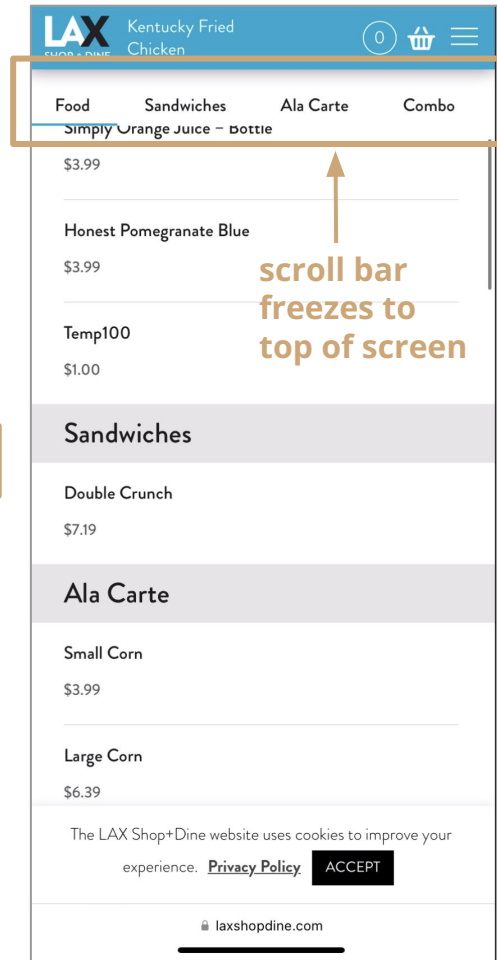 LAX
SHOP & DINE
Kentucky Fried
Chicken
0
Food Sandwiches Ala Carte Combo
Simply Orange Juice – Bottle
$3.99
Honest Pomegranate Blue
$3.99
scroll bar
freezes to
top of screen
Temp100
$1.00
Sandwiches
Double Crunch
$7.19
Ala Carte
Small Corn
$3.99
Large Corn
$6.39
The LAX Shop+Dine website uses cookies to improve your
experience. Privacy Policy ACCEPT
laxshopdine.com